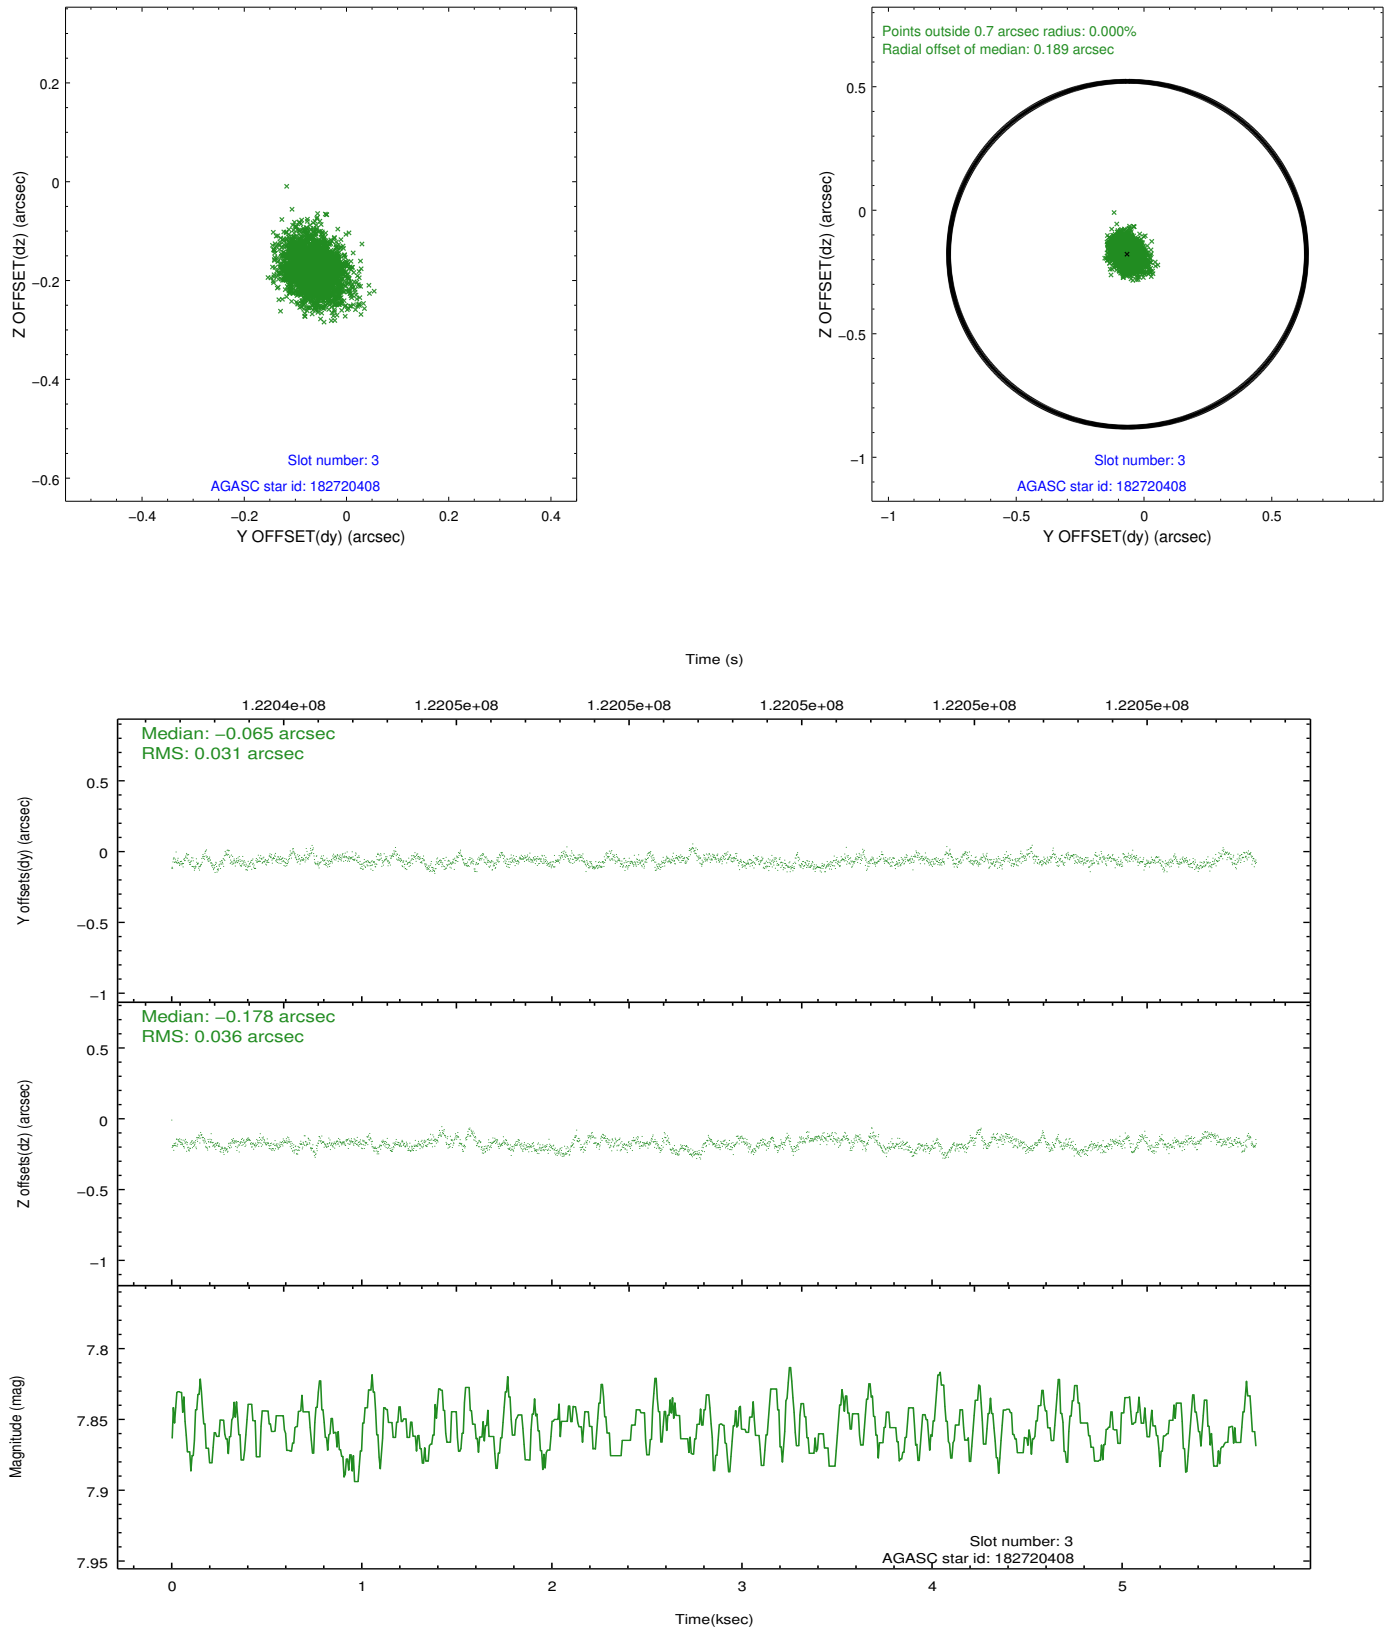 0.2
0
−0.2
−0.4
−0.6
Z OFFSET(dz) (arcsec)
Slot number: 3
AGASC star id: 182720408
−0.4
−0.2
0
0.2
0.4
Y OFFSET(dy) (arcsec)
Points outside 0.7 arcsec radius: 0.000%
Radial offset of median: 0.189 arcsec
0.5
0
−0.5
−1
Z OFFSET(dz) (arcsec)
Slot number: 3
AGASC star id: 182720408
−1
−0.5
0
0.5
Y OFFSET(dy) (arcsec)
Time (s)
1.2204e+08
1.2205e+08
1.2205e+08
1.2205e+08
1.2205e+08
1.2205e+08
Median: −0.065 arcsec
RMS: 0.031 arcsec
0.5
0
−0.5
−1
Y offsets(dy) (arcsec)
Median: −0.178 arcsec
RMS: 0.036 arcsec
0.5
0
−0.5
−1
Z offsets(dz) (arcsec)
7.8
7.85
7.9
7.95
Magnitude (mag)
Slot number: 3
AGASC star id: 182720408
0
1
2
3
4
5
Time(ksec)